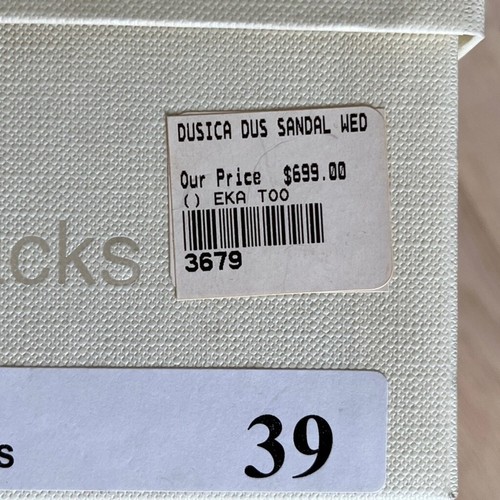 DUSICA DUS SANDAL WED
Our Price $699.00
() EKA TOO
3679
cks
s
39